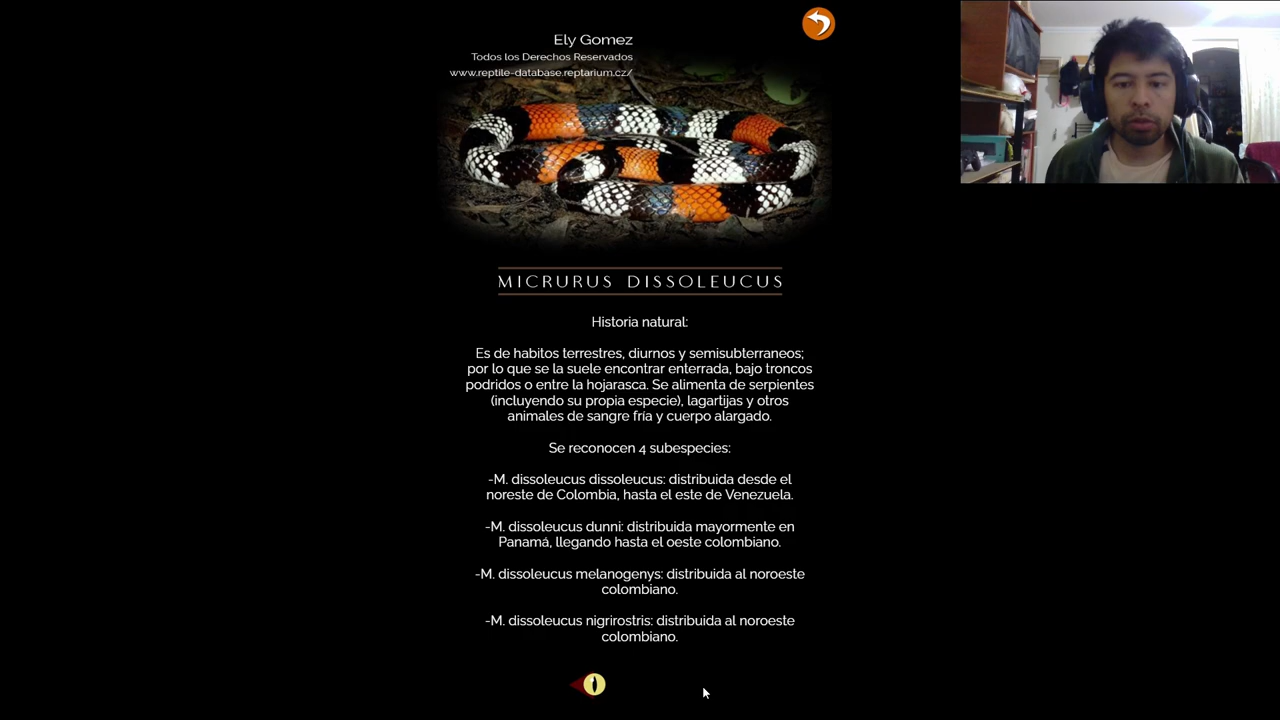 Ely Gomez
Todos los Derechos Reservados
www.reptile-database.reptarium.cz/
MICRURUS DISSOLEUCUS
Historia natural:
Es de habitos terrestres, diurnos y semisubterraneos;
por lo que se la suele encontrar enterrada, bajo troncos
podridos o entre la hojarasca. Se alimenta de serpientes
(incluyendo su propia especie), lagartijas y otros
animales de sangre fría y cuerpo alargado.
Se reconocen 4 subespecies:
-M. dissoleucus dissoleucus: distribuida desde el
noreste de Colombia, hasta el este de Venezuela.
-M. dissoleucus dunni: distribuida mayormente en
Panamá, llegando hasta el oeste colombiano.
-M. dissoleucus melanogenys: distribuida al noroeste
colombiano.
-M. dissoleucus nigrirostris: distribuida al noroeste
colombiano.